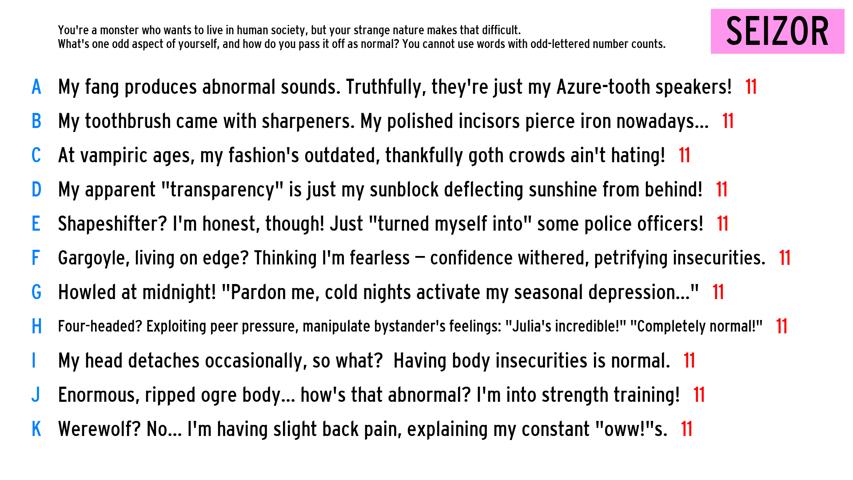 You're a monster who wants to live in human society, but your strange nature makes that difficult.
What's one odd aspect of yourself, and how do you pass it off as normal? You cannot use words with odd-lettered number counts.
SEIZOR
A My fang produces abnormal sounds. Truthfully, they're just my Azure-tooth speakers! 11
B My toothbrush came with sharpeners. My polished incisors pierce iron nowadays... 11
C At vampiric ages, my fashion's outdated, thankfully goth crowds ain't hating! 11
D My apparent "transparency" is just my sunblock deflecting sunshine from behind! 11
E Shapeshifter? I'm honest, though! Just "turned myself into" some police officers! 11
F Gargoyle, living on edge? Thinking I'm fearless – confidence withered, petrifying insecurities. 11
G Howled at midnight! "Pardon me, cold nights activate my seasonal depression..." 11
H Four-headed? Exploiting peer pressure, manipulate bystander's feelings: "Julia's incredible!" "Completely normal!" 11
I My head detaches occasionally, so what? Having body insecurities is normal. 11
J Enormous, ripped ogre body... how's that abnormal? I'm into strength training! 11
K Werewolf? No... I'm having slight back pain, explaining my constant "oww!"s. 11